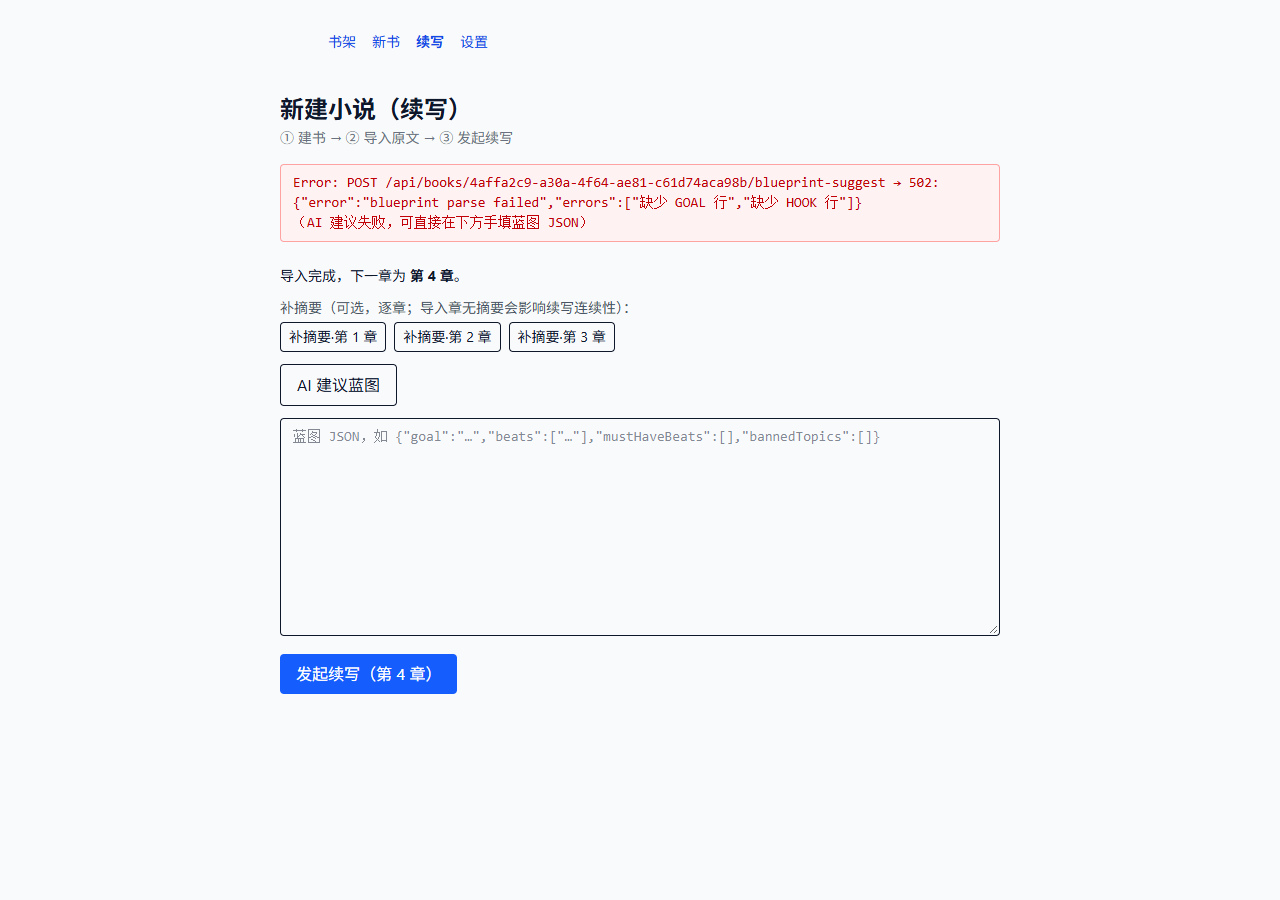 书架 新书 续写 设置
新建小说（续写）
① 建书 → ② 导入原文 → ③ 发起续写
Error: POST /api/books/4affa2c9-a30a-4f64-ae81-c61d74aca98b/blueprint-suggest → 502:
{"error":"blueprint parse failed","errors":["缺少 GOAL 行","缺少 HOOK 行"]}
（AI 建议失败，可直接在下方手填蓝图 JSON）
导入完成，下一章为 第 4 章。
补摘要（可选，逐章；导入章无摘要会影响续写连续性）：
补摘要·第 1 章 补摘要·第 2 章 补摘要·第 3 章
AI 建议蓝图
蓝图 JSON，如 {"goal":"…","beats":["…"],"mustHaveBeats":[],"bannedTopics":[]}
发起续写（第 4 章）